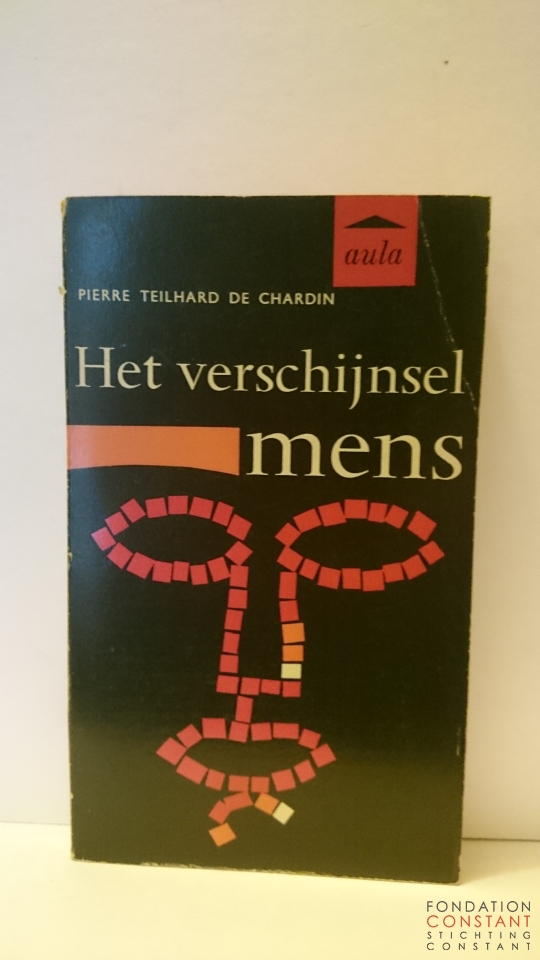 aula
PIERRE TEILHARD DE CHARDIN
Het verschijnsel
mens
FONDATION
CONSTANT
STICHTING
CONSTANT